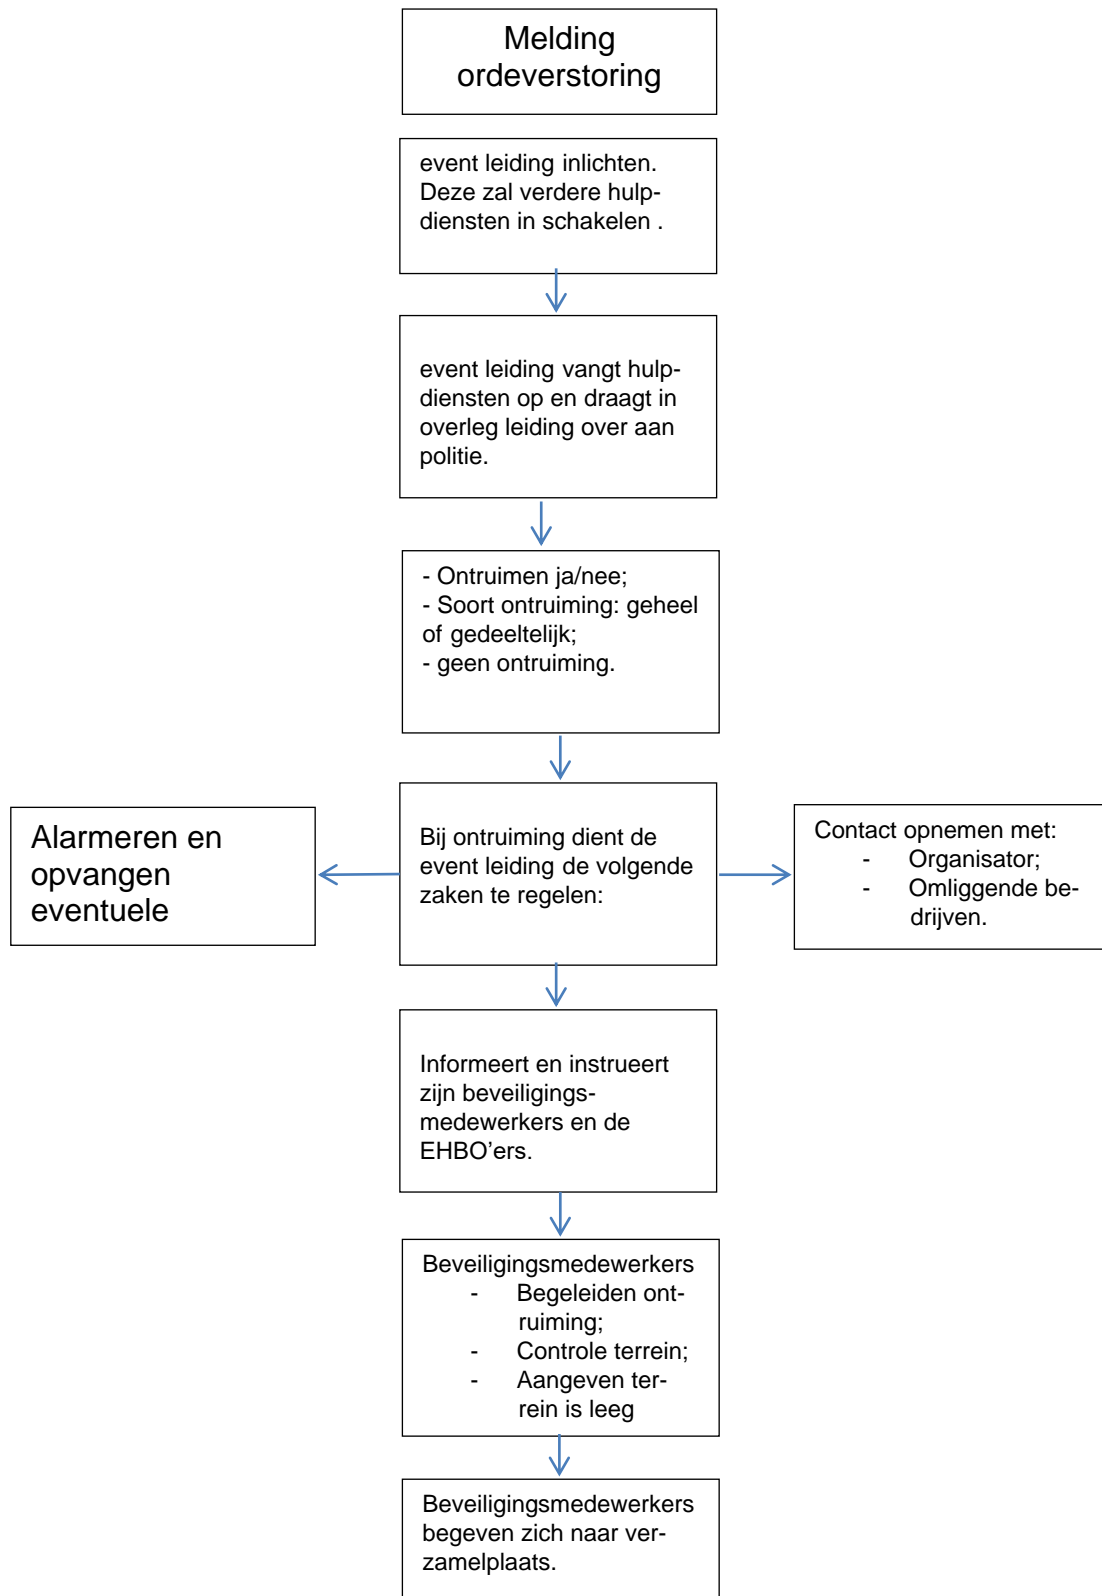 Melding
ordeverstoring
event leiding inlichten.
Deze zal verdere hulp-
diensten in schakelen .
event leiding vangt hulp-
diensten op en draagt in
overleg leiding over aan
politie.
- Ontruimen ja/nee;
- Soort ontruiming: geheel
of gedeeltelijk;
- geen ontruiming.
Alarmeren en
opvangen
eventuele
Bij ontruiming dient de
event leiding de volgende
zaken te regelen:
Contact opnemen met:
- Organisator;
- Omliggende be-
drijven.
Informeert en instrueert
zijn beveiligings-
medewerkers en de
EHBO’ers.
Beveiligingsmedewerkers
- Begeleiden ont-
ruiming;
- Controle terrein;
- Aangeven ter-
rein is leeg
Beveiligingsmedewerkers
begeven zich naar ver-
zamelplaats.